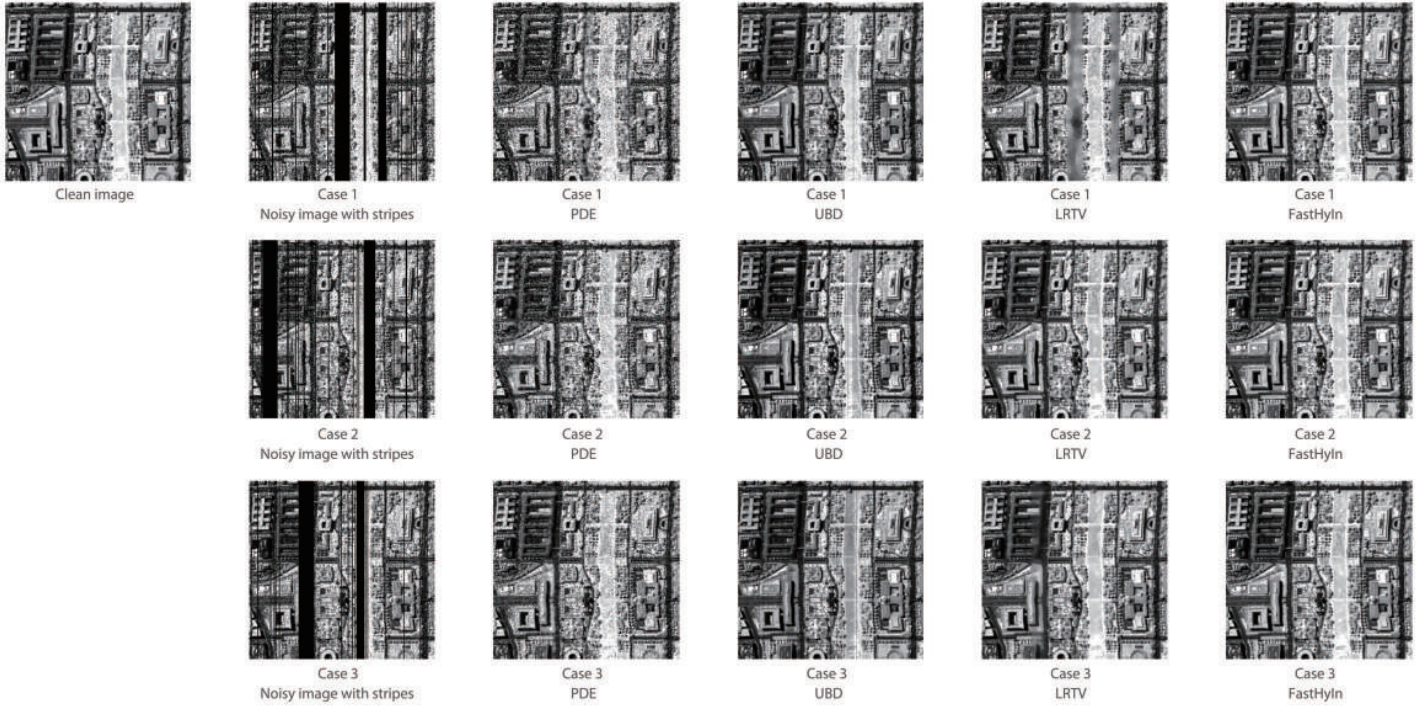 Clean image
Case 1
Noisy image with stripes
Case 1
PDE
Case 1
UBD
Case 1
LRTV
Case 1
FastHyIn
Case 2
Noisy image with stripes
Case 2
PDE
Case 2
UBD
Case 2
LRTV
Case 2
FastHyIn
Case 3
Noisy image with stripes
Case 3
PDE
Case 3
UBD
Case 3
LRTV
Case 3
FastHyIn